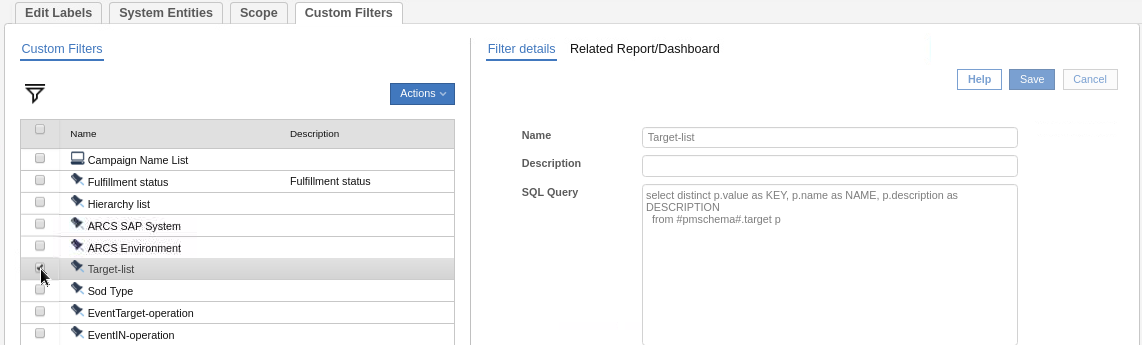 Edit Labels System Entities Scope Custom Filters
Custom Filters
Filter details Related Report/Dashboard
Help Save Cancel
Actions
Name Description
Campaign Name List
Fulfillment status Fulfillment status
Hierarchy list
ARCS SAP System
ARCS Environment
Target-list
Sod Type
EventTarget-operation
EventIN-operation
Name Target-list
Description
SQL Query
select distinct p.value as KEY, p.name as NAME, p.description as
DESCRIPTION
from #pmschema#.target p